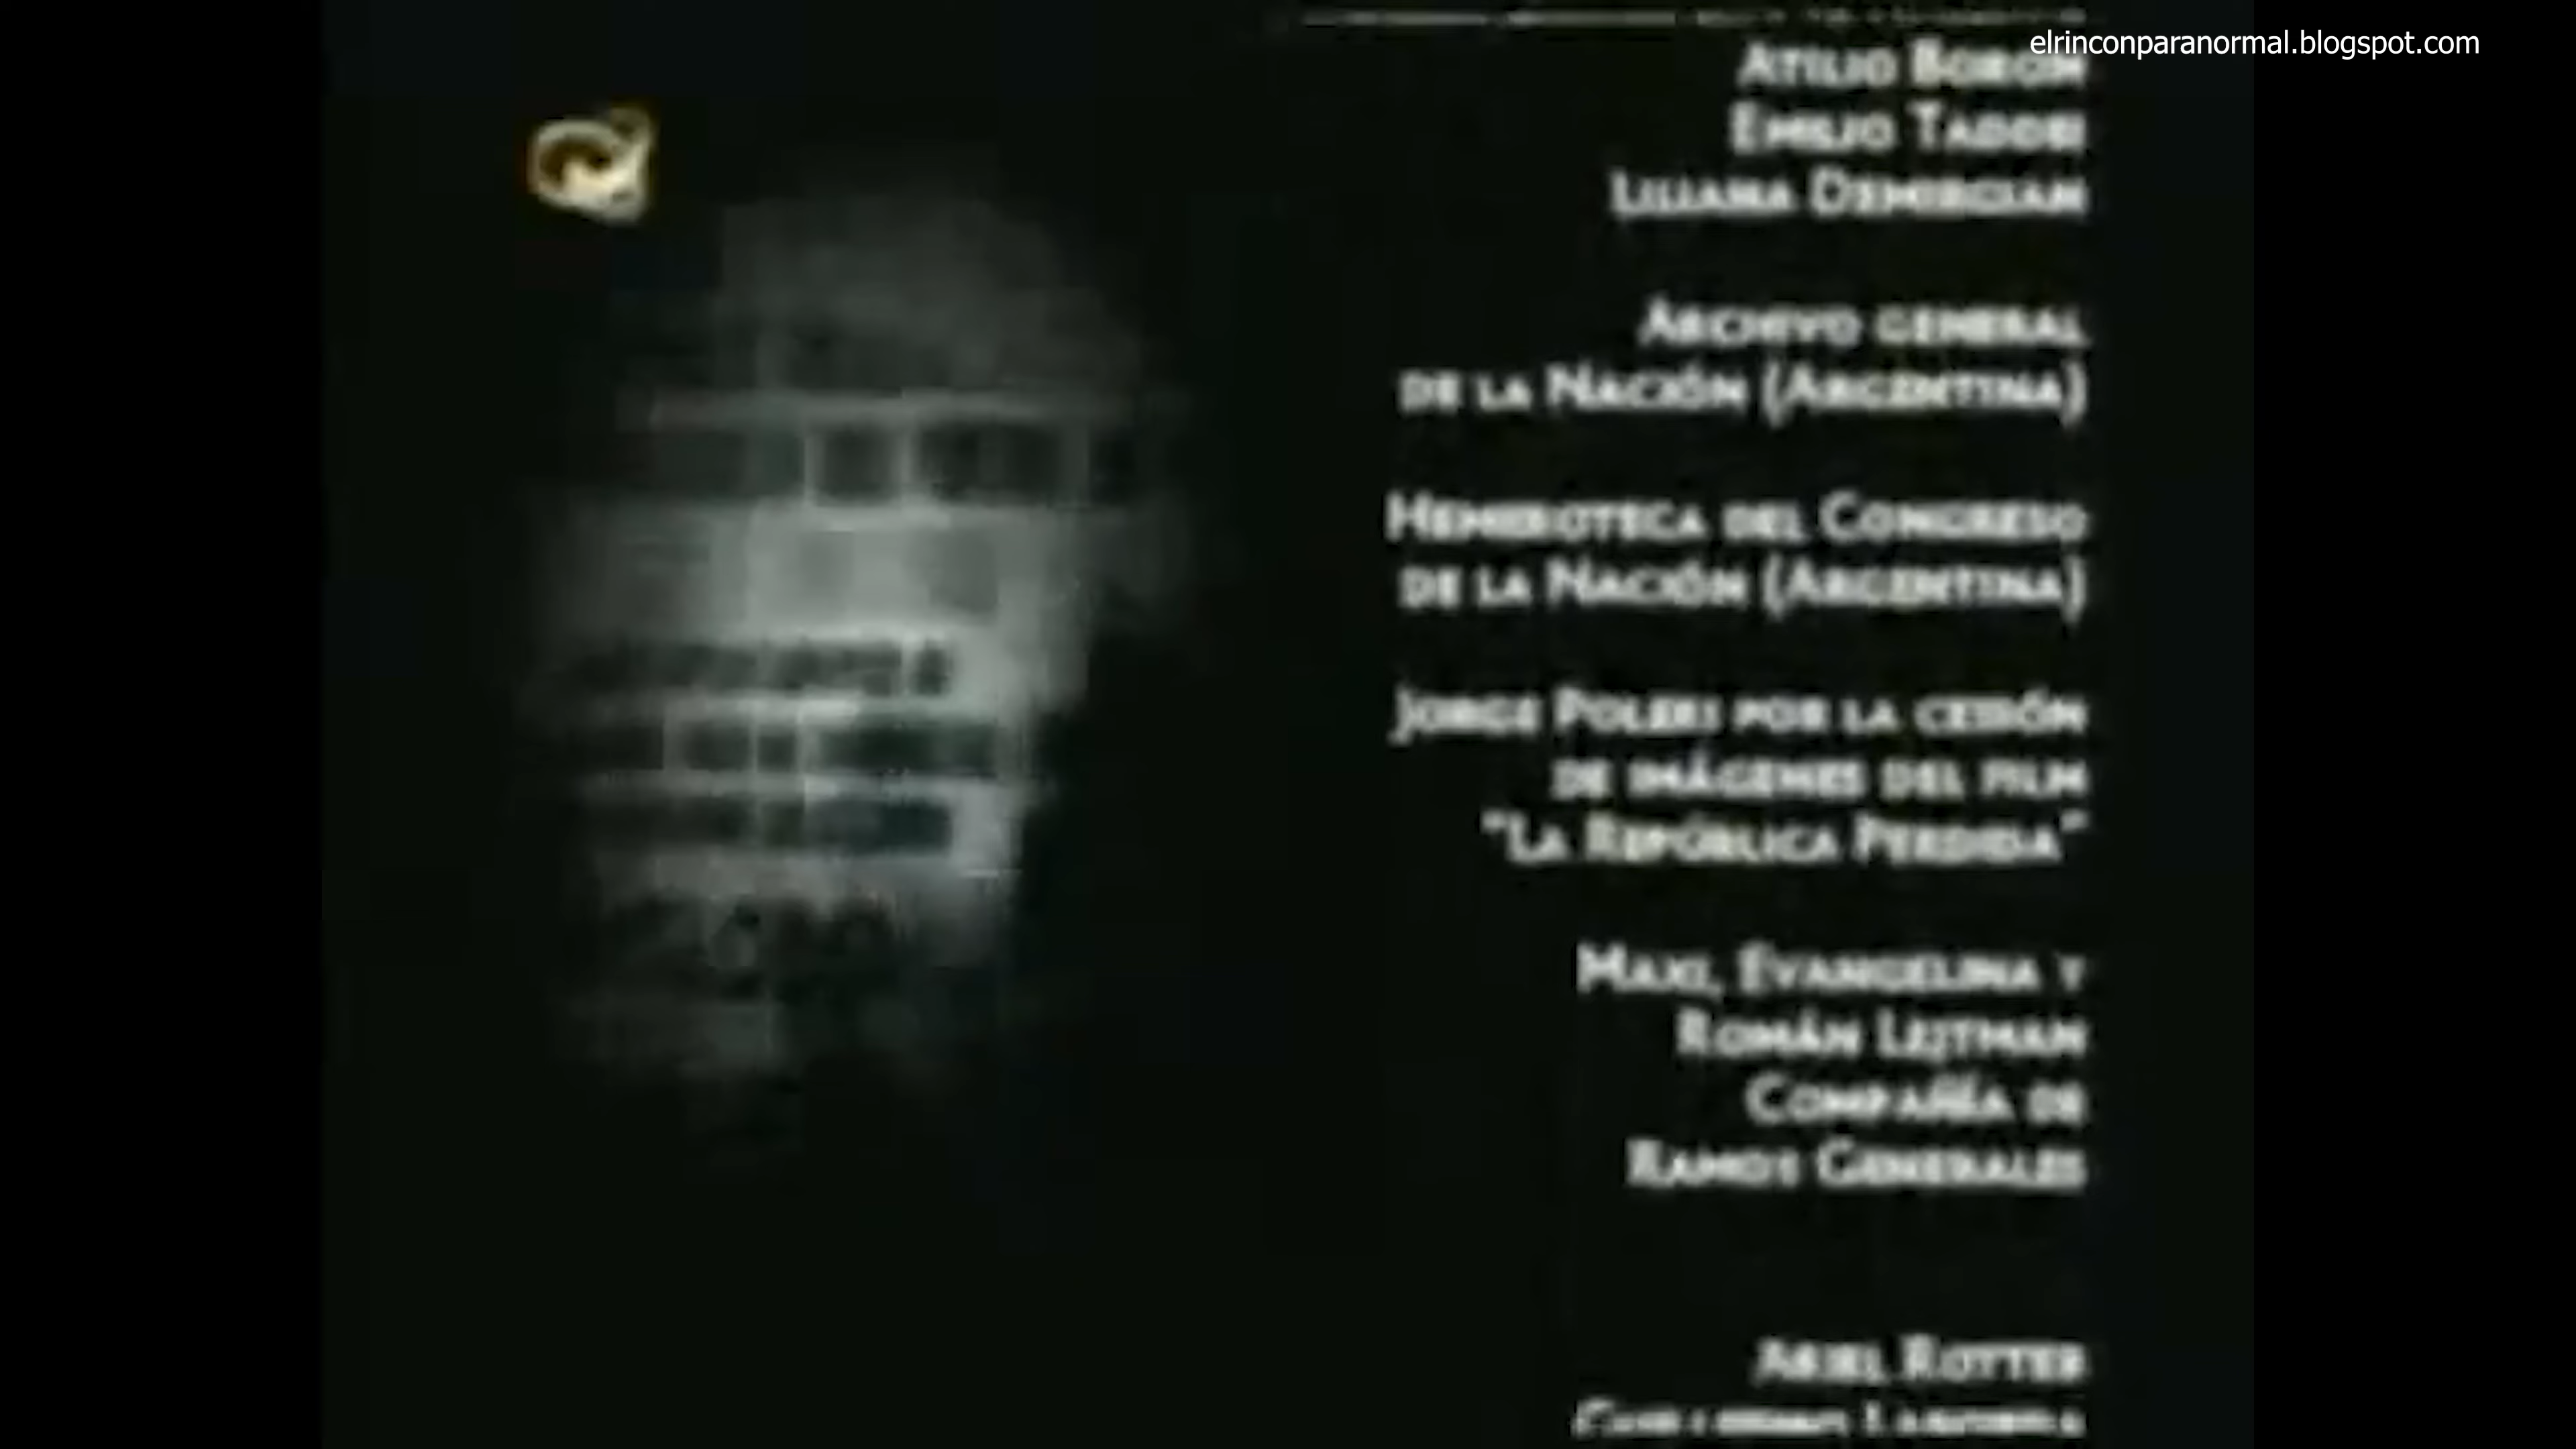 elrinconparanormal.blogspot.com
Atilio Boron
Emilio Taddei
Liliana Demirdjian
Archivo general
de la Nación (Argentina)
Hemeroteca del Congreso
de la Nación (Argentina)
Jorge Poleri por la cesión
de imágenes del film
"La República Perdida"
Maxi, Evangelina y
Román Lejtman
Compañía de
Ramos Generales
Ariel Rotter